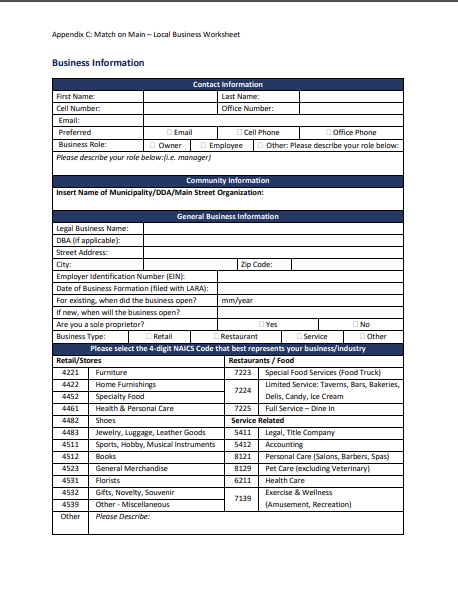 Appendix C: Match on Main – Local Business Worksheet
Business Information
Contact Information
First Name: Last Name:
Cell Number: Office Number:
Email:
Preferred ☐ Email ☐ Cell Phone ☐ Office Phone
Business Role: ☐ Owner ☐ Employee ☐ Other: Please describe your role below:
Please describe your role below:(i.e. manager)
Community Information
Insert Name of Municipality/DDA/Main Street Organization:
General Business Information
Legal Business Name:
DBA (if applicable):
Street Address:
City: Zip Code:
Employer Identification Number (EIN):
Date of Business Formation (filed with LARA):
For existing, when did the business open? mm/year
If new, when will the business open?
Are you a sole proprietor? ☐ Yes ☐ No
Business Type: ☐ Retail ☐ Restaurant ☐ Service ☐ Other
Please select the 4-digit NAICS Code that best represents your business/industry
Retail/Stores Restaurants / Food
4221 Furniture 7223 Special Food Services (Food Truck)
4422 Home Furnishings 7224 Limited Service: Taverns, Bars, Bakeries,
4452 Specialty Food Delis, Candy, Ice Cream
4461 Health & Personal Care 7225 Full Service – Dine In
4482 Shoes Service Related
4483 Jewelry, Luggage, Leather Goods 5411 Legal, Title Company
4511 Sports, Hobby, Musical Instruments 5412 Accounting
4512 Books 8121 Personal Care (Salons, Barbers, Spas)
4523 General Merchandise 8129 Pet Care (excluding Veterinary)
4531 Florists 6211 Health Care
4532 Gifts, Novelty, Souvenir 7139 Exercise & Wellness
4539 Other - Miscellaneous (Amusement, Recreation)
Other Please Describe: